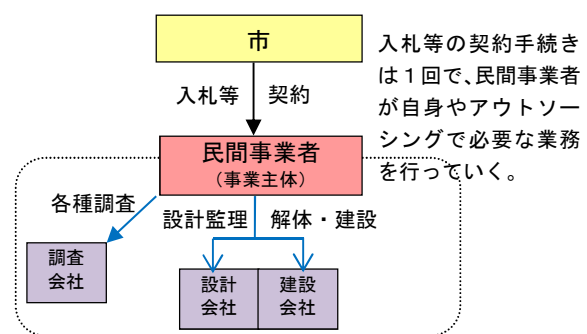 市
入札等 契約
入札等の契約手続き
は１回で、民間事業者
が自身やアウトソー
シングで必要な業務
を行っていく。
民間事業者
（事業主体）
各種調査
設計監理 解体・建設
調査
会社
設計
会社
建設
会社